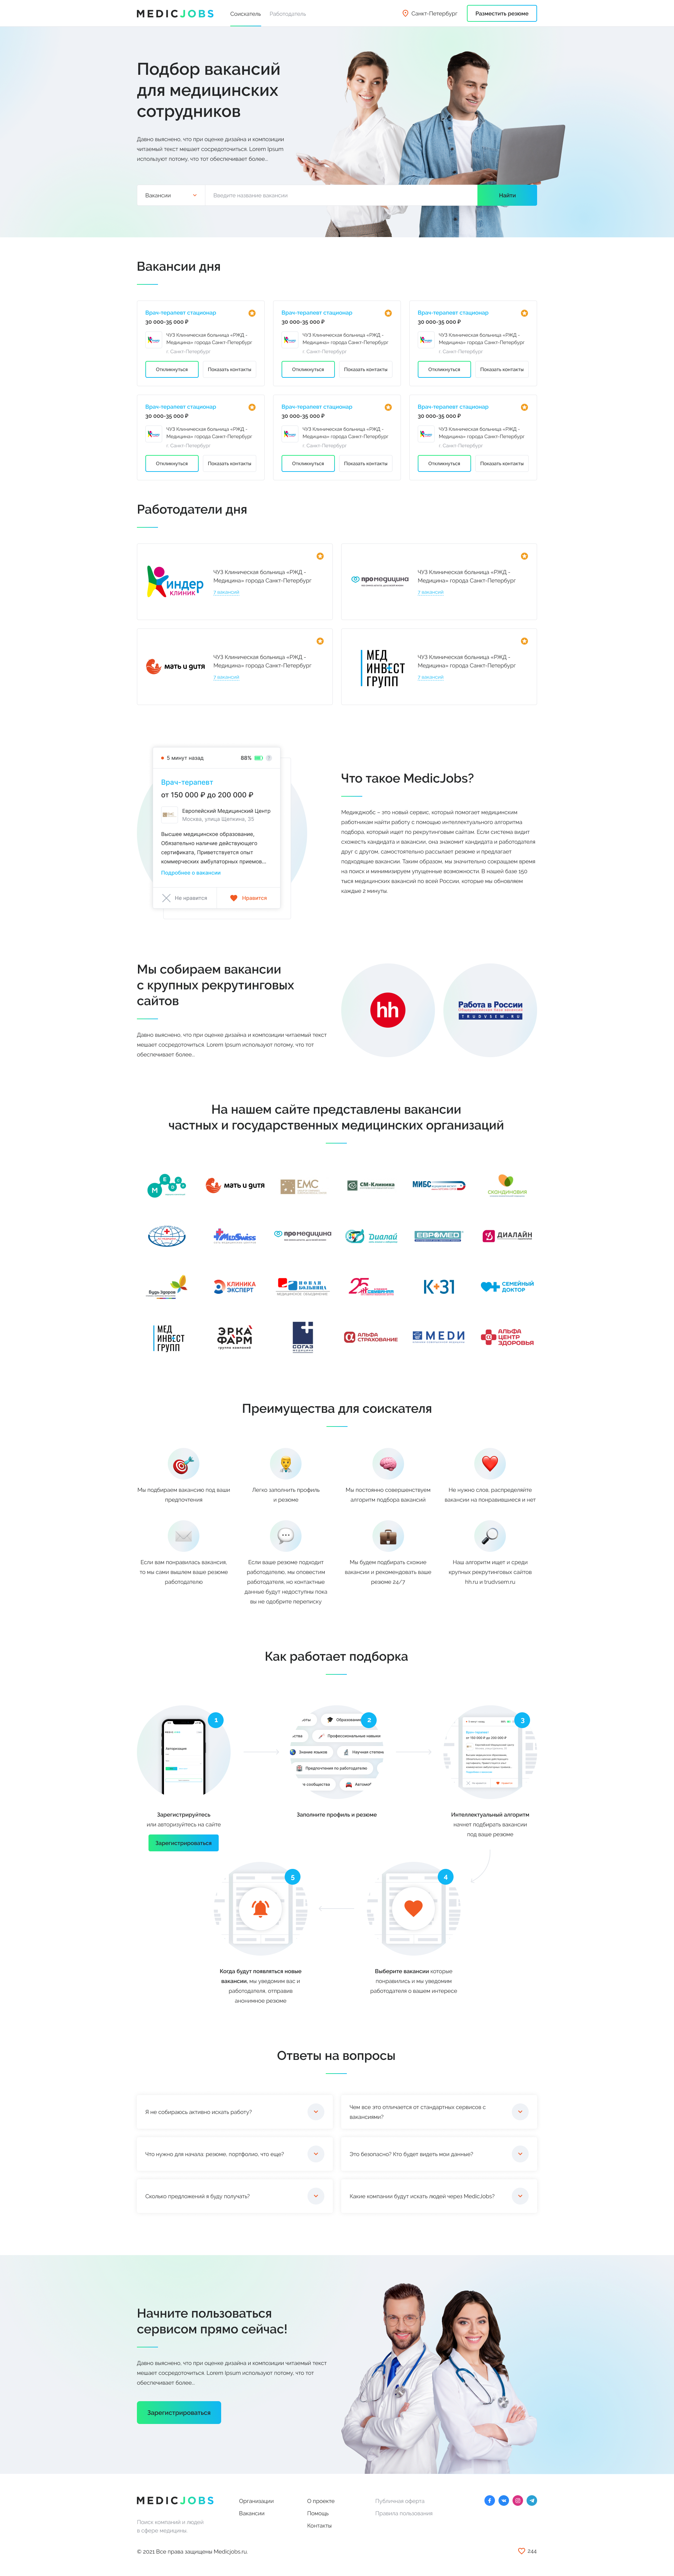 MEDICJOBS Соискатель Работодатель Санкт-Петербург Разместить резюме
Подбор вакансий
для медицинских
сотрудников
Давно выяснено, что при оценке дизайна и композиции
читаемый текст мешает сосредоточиться. Lorem Ipsum
используют потому, что тот обеспечивает более...
Вакансии Введите название вакансии Найти
Вакансии дня
Врач-терапевт стационар
30 000-35 000 ₽
ЧУЗ Клиническая больница «РЖД -
Медицина» города Санкт-Петербург
г. Санкт-Петербург
Откликнуться Показать контакты
Врач-терапевт стационар
30 000-35 000 ₽
ЧУЗ Клиническая больница «РЖД -
Медицина» города Санкт-Петербург
г. Санкт-Петербург
Откликнуться Показать контакты
Врач-терапевт стационар
30 000-35 000 ₽
ЧУЗ Клиническая больница «РЖД -
Медицина» города Санкт-Петербург
г. Санкт-Петербург
Откликнуться Показать контакты
Врач-терапевт стационар
30 000-35 000 ₽
ЧУЗ Клиническая больница «РЖД -
Медицина» города Санкт-Петербург
г. Санкт-Петербург
Откликнуться Показать контакты
Врач-терапевт стационар
30 000-35 000 ₽
ЧУЗ Клиническая больница «РЖД -
Медицина» города Санкт-Петербург
г. Санкт-Петербург
Откликнуться Показать контакты
Врач-терапевт стационар
30 000-35 000 ₽
ЧУЗ Клиническая больница «РЖД -
Медицина» города Санкт-Петербург
г. Санкт-Петербург
Откликнуться Показать контакты
Работодатели дня
Киндер
клиник
ЧУЗ Клиническая больница «РЖД -
Медицина» города Санкт-Петербург
7 вакансий
промедицина
ЧУЗ Клиническая больница «РЖД -
Медицина» города Санкт-Петербург
7 вакансий
мать и дитя
ЧУЗ Клиническая больница «РЖД -
Медицина» города Санкт-Петербург
7 вакансий
МЕД
ИНВЕСТ
ГРУПП
ЧУЗ Клиническая больница «РЖД -
Медицина» города Санкт-Петербург
7 вакансий
5 минут назад 88%
Врач-терапевт
от 150 000 ₽ до 200 000 ₽
Европейский Медицинский Центр
Москва, улица Щепкина, 35
Высшее медицинское образование,
Обязательно наличие действующего
сертификата, Приветствуется опыт
коммерческих амбулаторных приемов...
Подробнее о вакансии
Не нравится Нравится
Что такое MedicJobs?
Медикджобс – это новый сервис, который помогает медицинским
работникам найти работу с помощью интеллектуального алгоритма
подбора, который ищет по рекрутинговым сайтам. Если система видит
схожесть кандидата и вакансии, она знакомит кандидата и работодателя
друг с другом, самостоятельно рассылает резюме и предлагает
подходящие вакансии. Таким образом, мы значительно сокращаем время
на поиск и минимизируем упущенные возможности. В нашей базе 150
тысяч медицинских вакансий по всей России, которые мы обновляем
каждые 2 минуты.
Мы собираем вакансии
с крупных рекрутинговых
сайтов
Давно выяснено, что при оценке дизайна и композиции читаемый текст
мешает сосредоточиться. Lorem Ipsum используют потому, что тот
обеспечивает более...
hh
Работа в России
TRUDVSEM.RU
На нашем сайте представлены вакансии
частных и государственных медицинских организаций
МЕДСИ мать и дитя EMC СМ-Клиника МИБС СКАНДИНАВИЯ
MedSwiss промедицина Диалайн ЕВРОМЕД ДИАЛАЙН
Будь Здоров КЛИНИКА ЭКСПЕРТ НОВАЯ БОЛЬНИЦА 25 К+31 СЕМЕЙНЫЙ ДОКТОР
МЕД ИНВЕСТ ГРУПП ЭРКАФАРМ СОГАЗ АЛЬФА СТРАХОВАНИЕ МЕДИ АЛЬФА ЦЕНТР ЗДОРОВЬЯ
Преимущества для соискателя
Мы подбираем вакансию под ваши
предпочтения
Легко заполнить профиль
и резюме
Мы постоянно совершенствуем
алгоритм подбора вакансий
Не нужно слов, распределяйте
вакансии на понравившиеся и нет
Если вам понравилась вакансия,
то мы сами вышлем ваше резюме
работодателю
Если ваше резюме подходит
работодателю, мы оповестим
работодателя, но контактные
данные будут недоступны пока
вы не одобрите переписку
Мы будем подбирать схожие
вакансии и рекомендовать ваше
резюме 24/7
Наш алгоритм ищет и среди
крупных рекрутинговых сайтов
hh.ru и trudvsem.ru
Как работает подборка
1
Авторизация
Зарегистрируйтесь
или авторизуйтесь на сайте
Зарегистрироваться
2
Образование
Профессиональные навыки
Знание языков Научная степень
Предпочтения по работодателю
сообщества
Заполните профиль и резюме
3
Врач-терапевт
от 150 000 ₽ до 200 000 ₽
Интеллектуальный алгоритм
начнет подбирать вакансии
под ваше резюме
5
Когда будут появляться новые
вакансии, мы уведомим вас и
работодателя, отправив
анонимное резюме
4
Выберите вакансии которые
понравились и мы уведомим
работодателя о вашем интересе
Ответы на вопросы
Я не собираюсь активно искать работу?
Чем все это отличается от стандартных сервисов с
вакансиями?
Что нужно для начала: резюме, портфолио, что еще?
Это безопасно? Кто будет видеть мои данные?
Сколько предложений я буду получать?
Какие компании будут искать людей через MedicJobs?
Начните пользоваться
сервисом прямо сейчас!
Давно выяснено, что при оценке дизайна и композиции читаемый текст
мешает сосредоточиться. Lorem Ipsum используют потому, что тот
обеспечивает более...
Зарегистрироваться
MEDICJOBS
Поиск компания и людей
в сфере медицины.
Организации
Вакансии
О проекте
Помощь
Контакты
Публичная оферта
Правила пользования
© 2021 Все права защищены Medicjobs.ru. 244